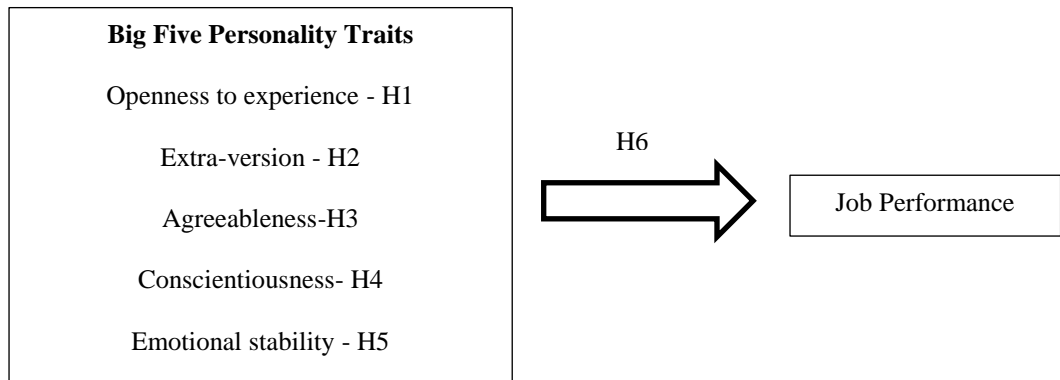 Big Five Personality Traits
Openness to experience - H1
Extra-version - H2
Agreeableness-H3
Conscientiousness- H4
Emotional stability - H5
H6
Job Performance